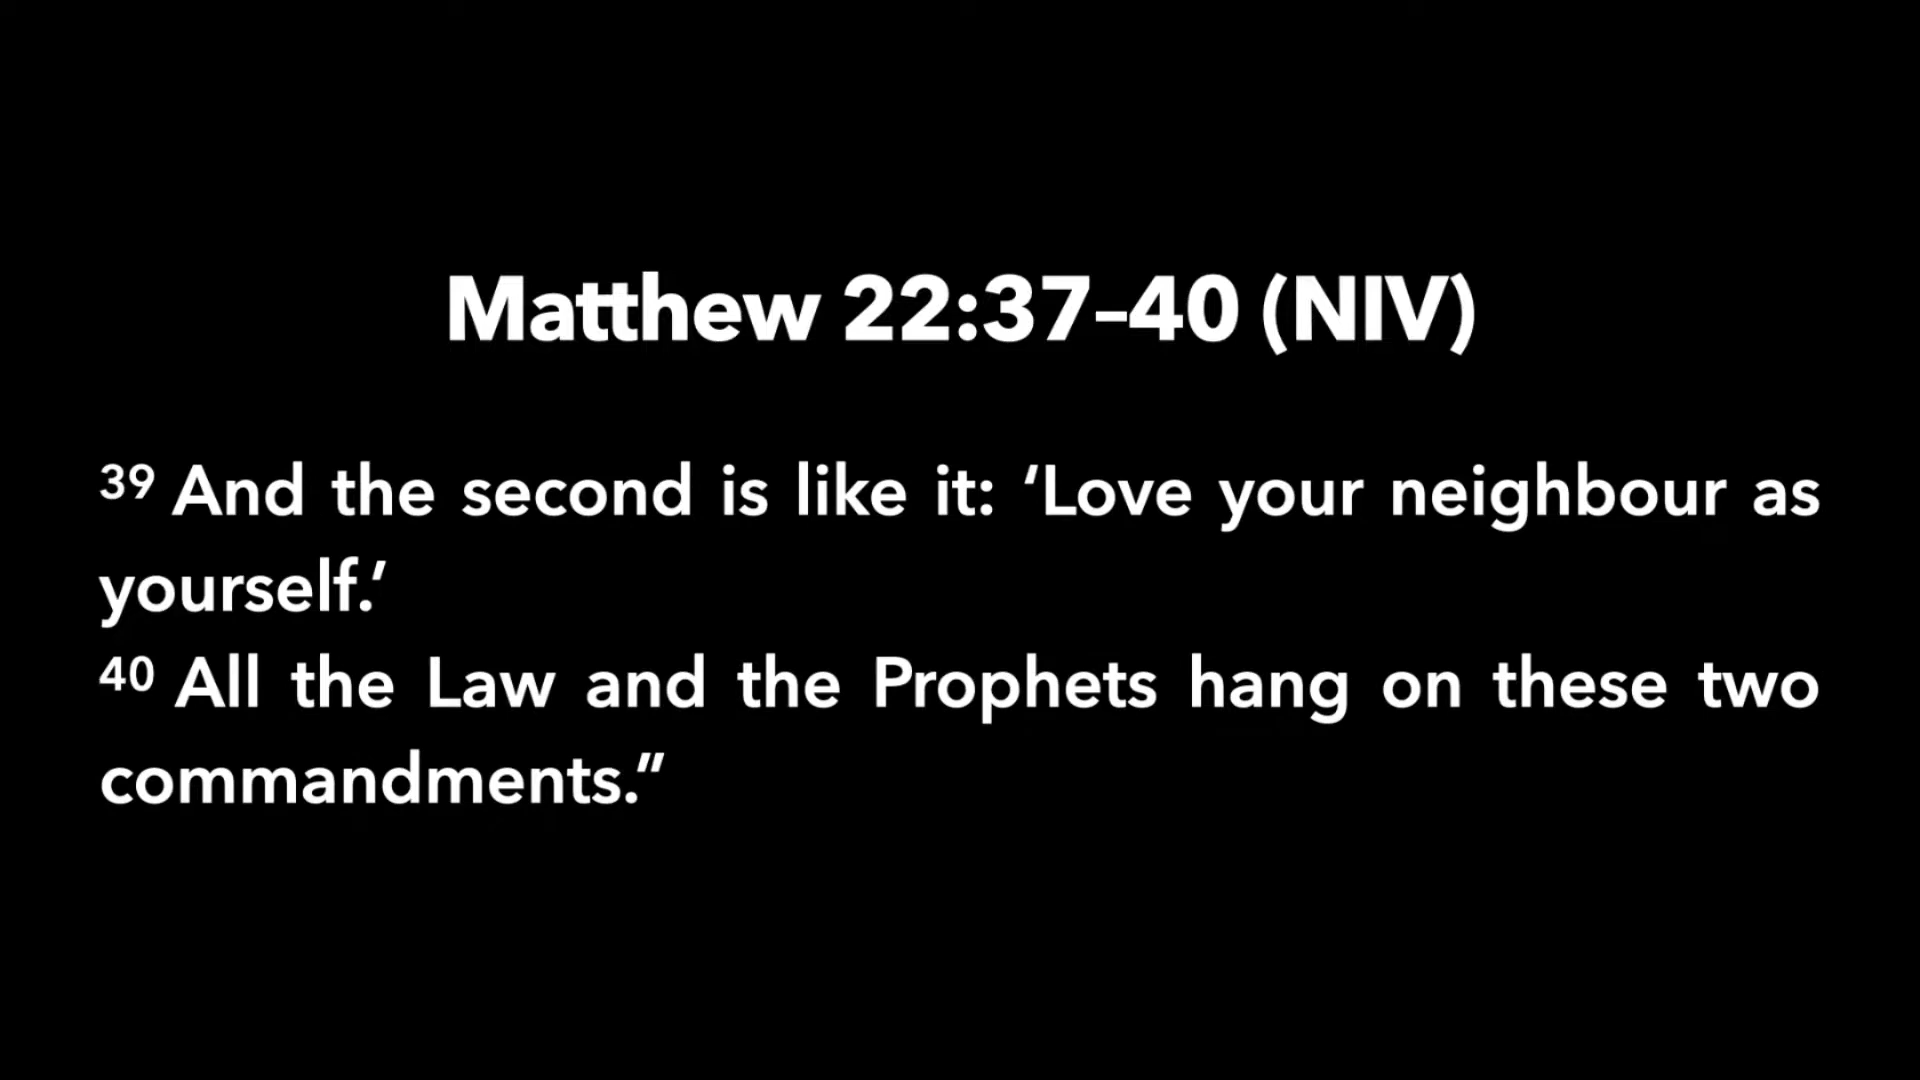 Matthew 22:37–40 (NIV)
39 And the second is like it: ‘Love your neighbour as
yourself.’
40 All the Law and the Prophets hang on these two
commandments.”